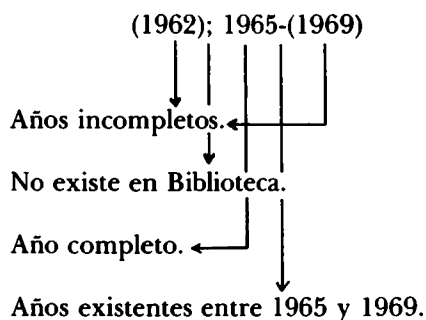 (1962); 1965-(1969)
Años incompletos.
No existe en Biblioteca.
Año completo.
Años existentes entre 1965 y 1969.